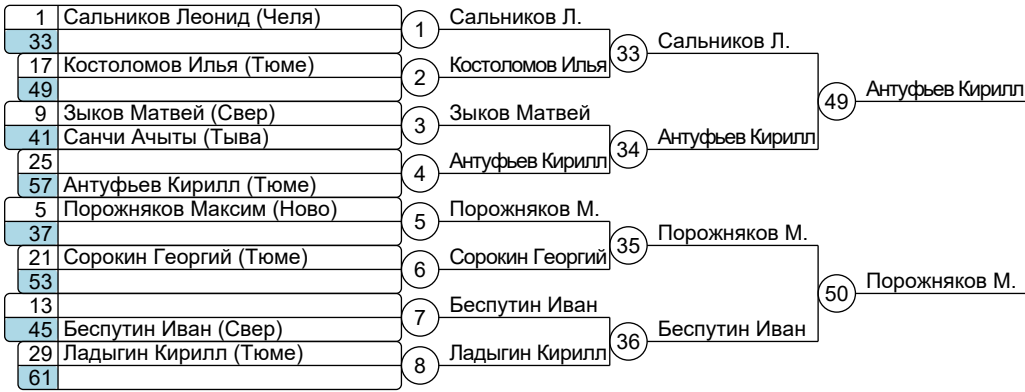 1 Сальников Леонид (Челя)
33
17 Костоломов Илья (Тюме)
49
9 Зыков Матвей (Свер)
41 Санчи Ачыты (Тыва)
25
57 Антуфьев Кирилл (Тюме)
5 Порожняков Максим (Ново)
37
21 Сорокин Георгий (Тюме)
53
13
45 Беспутин Иван (Свер)
29 Ладыгин Кирилл (Тюме)
61
1 Сальников Л.
2 Костоломов Илья
3 Зыков Матвей
4 Антуфьев Кирилл
5 Порожняков М.
6 Сорокин Георгий
7 Беспутин Иван
8 Ладыгин Кирилл
33 Сальников Л.
34 Антуфьев Кирилл
35 Порожняков М.
36 Беспутин Иван
49 Антуфьев Кирилл
50 Порожняков М.